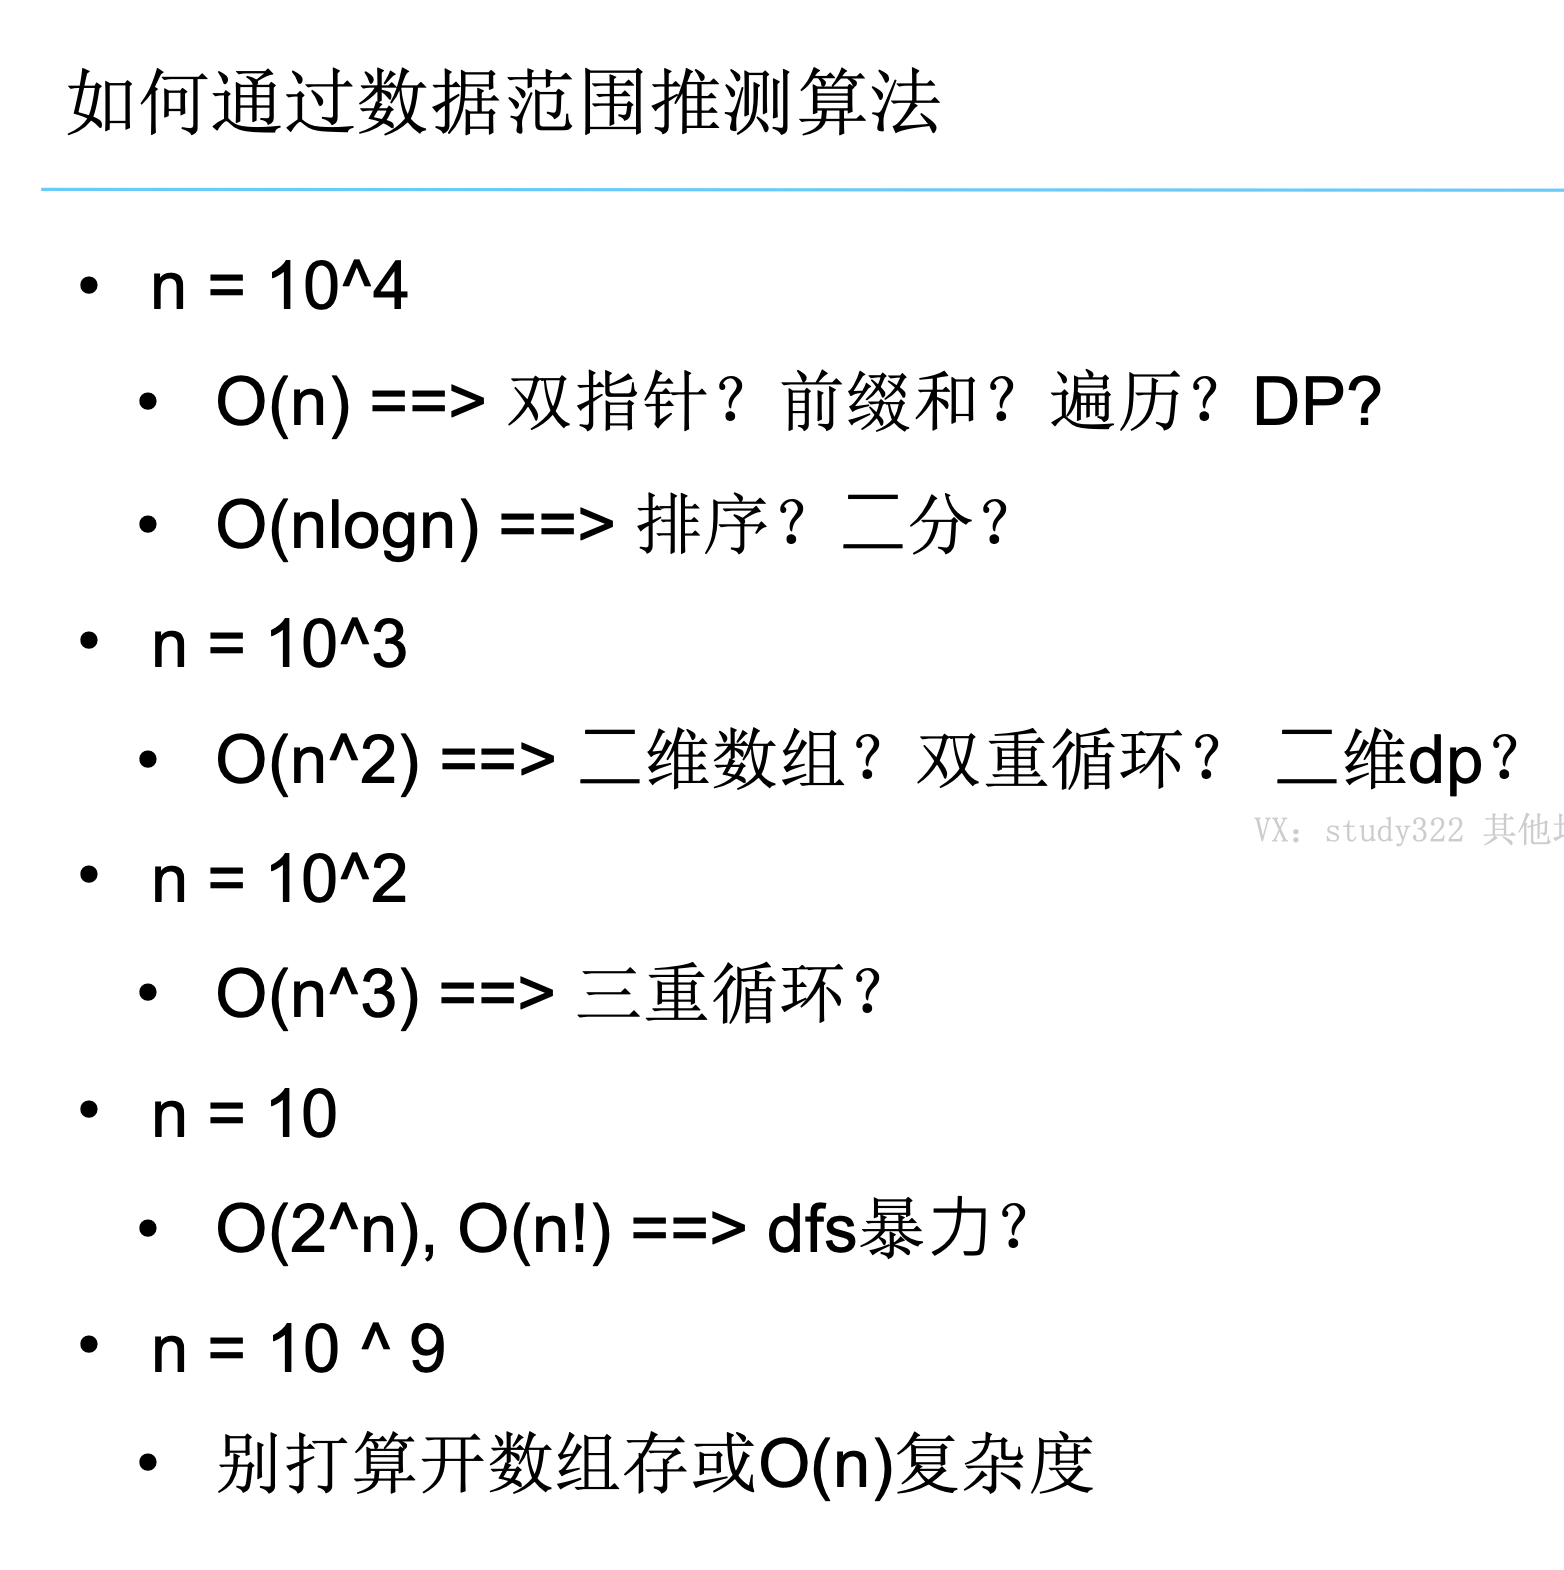 如何通过数据范围推测算法
• n = 10^4
• O(n) ==> 双指针？前缀和？遍历？DP?
• O(nlogn) ==> 排序？二分？
• n = 10^3
• O(n^2) ==> 二维数组？双重循环？ 二维dp？
VX: study322 其他
• n = 10^2
• O(n^3) ==> 三重循环？
• n = 10
• O(2^n), O(n!) ==> dfs暴力？
• n = 10 ^ 9
• 别打算开数组存或O(n)复杂度